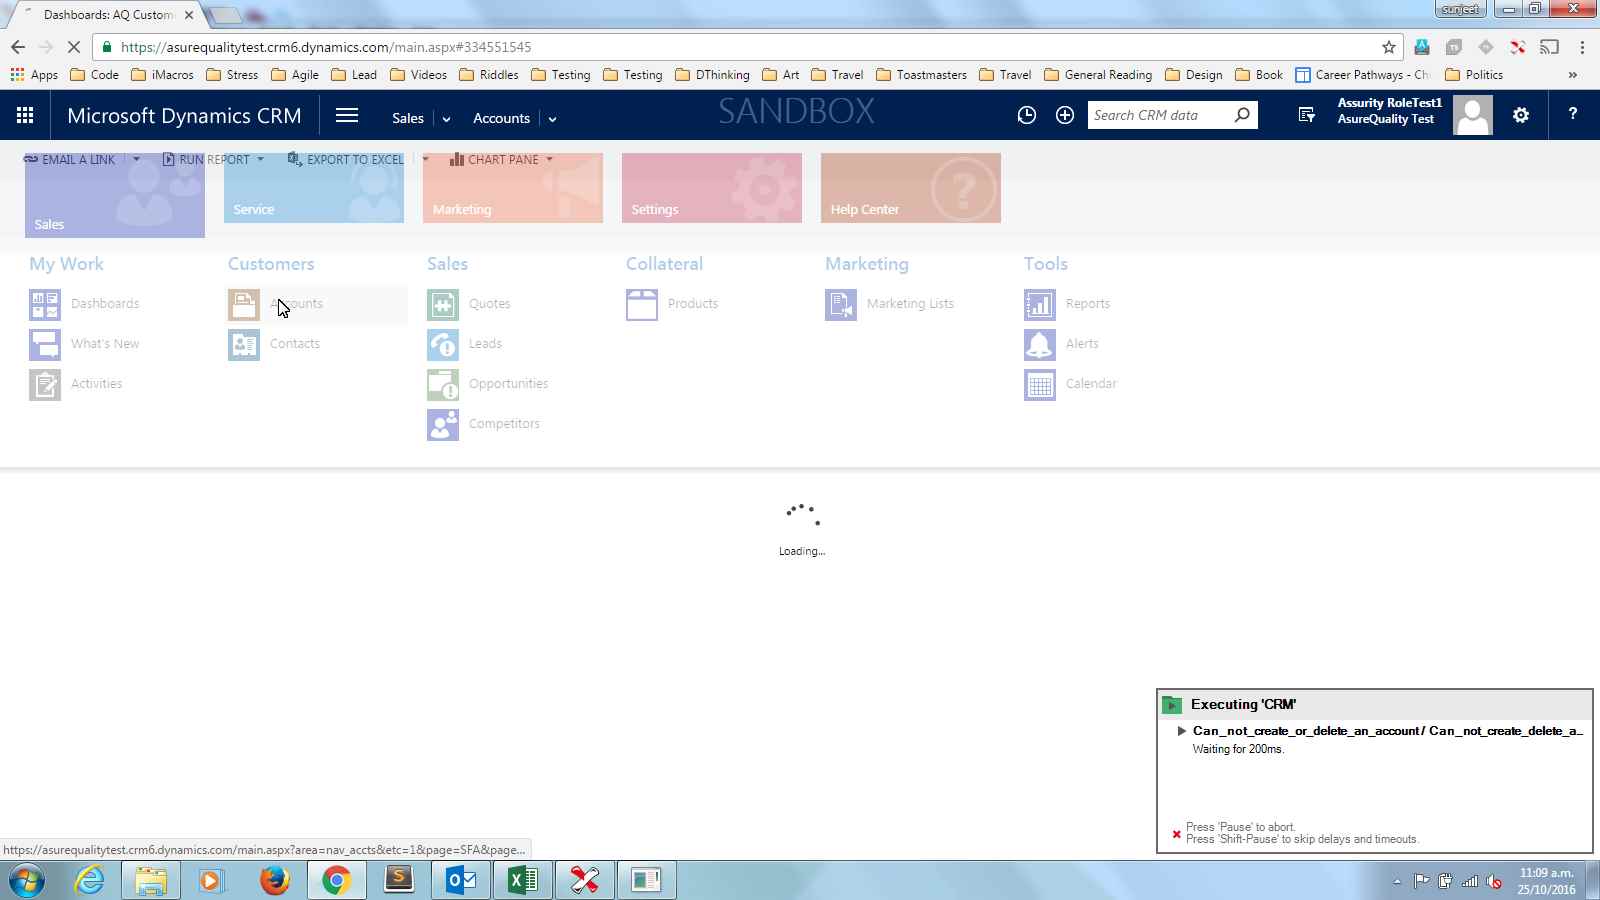 Dashboards: AQ Custom
sunjeet
https://asurequalitytest.crm6.dynamics.com/main.aspx#334551545
Apps Code iMacros Stress Agile Lead Videos Riddles Testing Testing DThinking Art Travel Toastmasters Travel General Reading Design Book Career Pathways - Ch Politics »
Microsoft Dynamics CRM Sales Accounts SANDBOX Search CRM data Assurity RoleTest1 ?
AsureQuality Test
EMAIL A LINK RUN REPORT EXPORT TO EXCEL CHART PANE
Sales Service Marketing Settings Help Center
My Work Customers Sales Collateral Marketing Tools
Dashboards Accounts Quotes Products Marketing Lists Reports
What's New Contacts Leads Alerts
Activities Opportunities Calendar
Competitors
Loading...
Executing 'CRM'
Can_not_create_or_delete_an_account / Can_not_create_delete_a...
Waiting for 200ms.
Press 'Pause' to abort.
Press 'Shift-Pause' to skip delays and timeouts.
https://asurequalitytest.crm6.dynamics.com/main.aspx?area=nav_accts&etc=1&page=SFA&page...
11:09 a.m.
25/10/2016